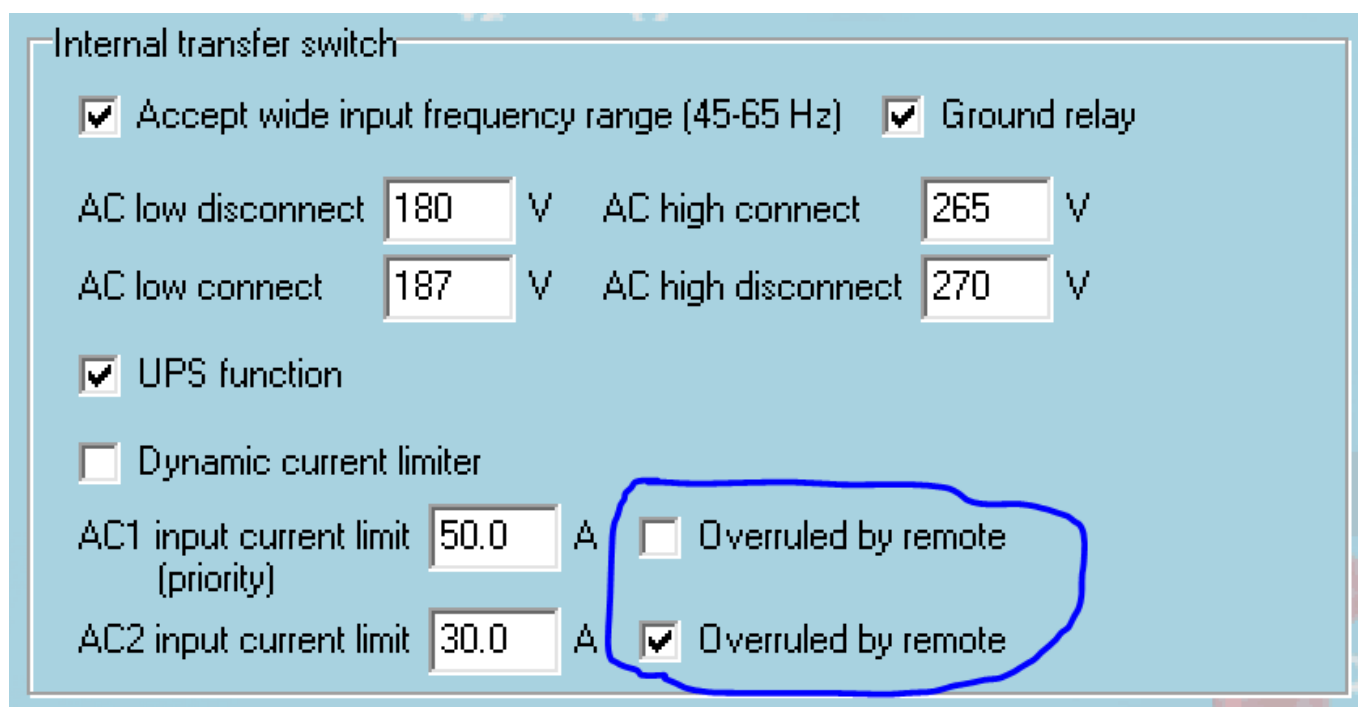 Internal transfer switch
Accept wide input frequency range (45-65 Hz) Ground relay
AC low disconnect 180 V AC high connect 265 V
AC low connect 187 V AC high disconnect 270 V
UPS function
Dynamic current limiter
AC1 input current limit 50.0 A Overruled by remote
(priority)
AC2 input current limit 30.0 A Overruled by remote